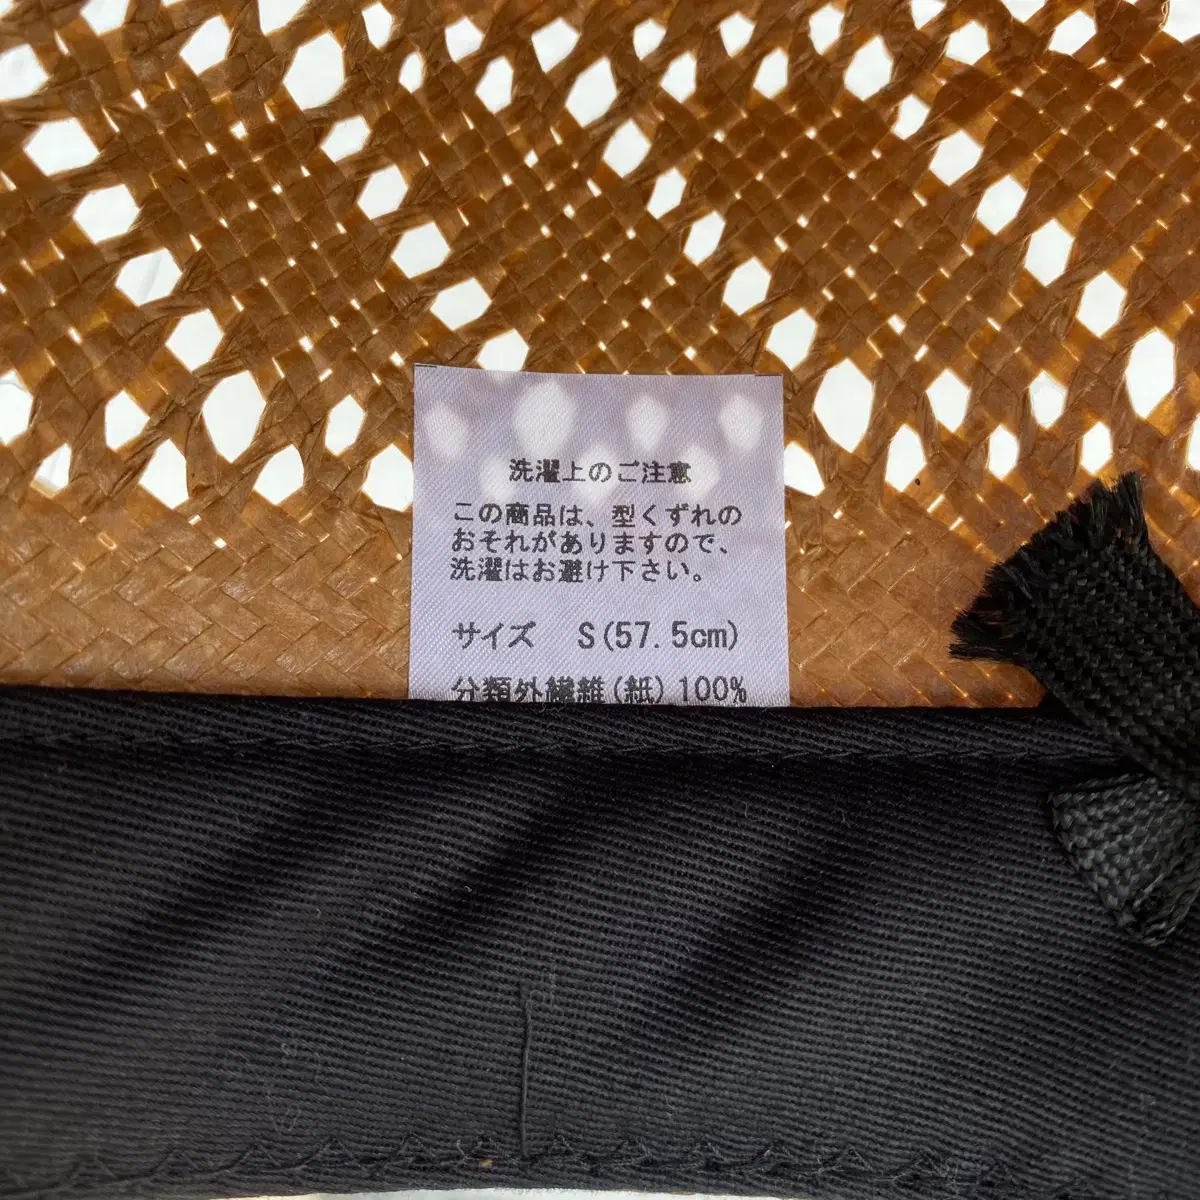 洗濯上のご注意
この商品は、型くずれの
おそれがありますので、
洗濯はお避け下さい。
サイズ S(57.5cm)
分類外繊維(紙)100%